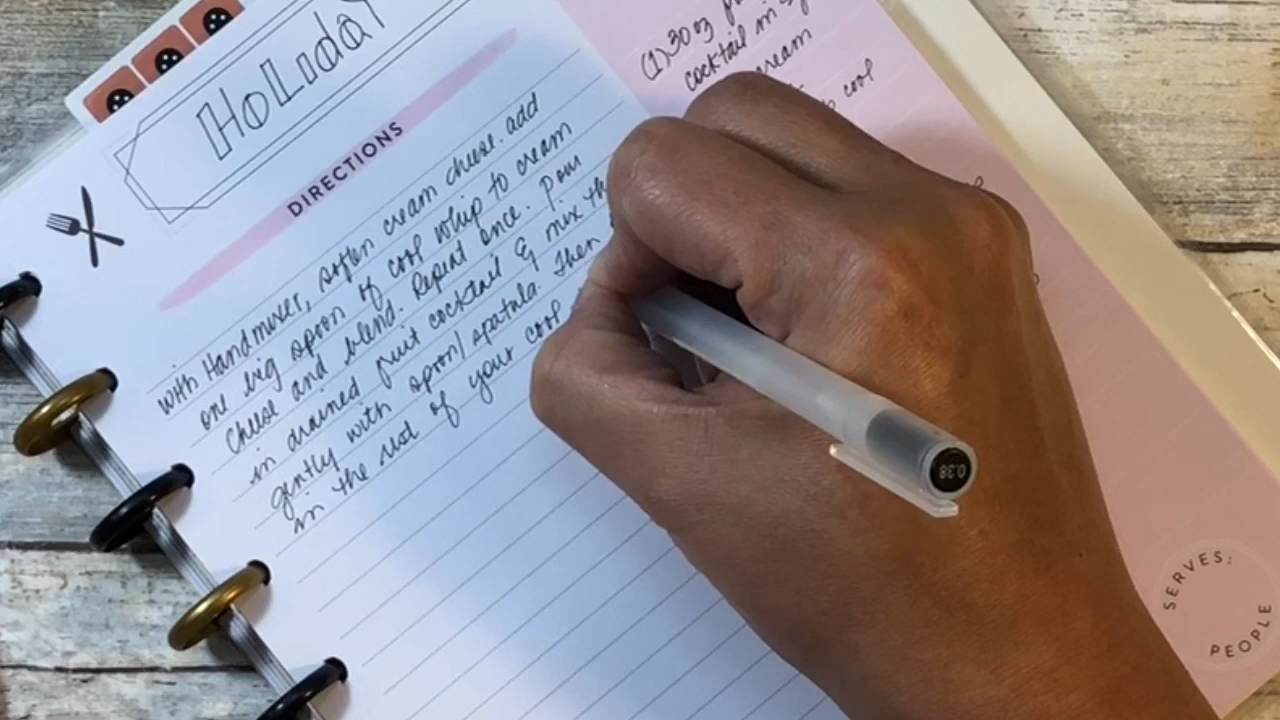 Holiday
DIRECTIONS
With Handmixer, soften cream cheese. add
one big spoon of cool whip to cream
cheese and blend. Repeat once. Pour
in drained fruit cocktail & mix
gently with spoon/spatula. Then
in the rest of your cool
(1) 30 oz
cocktail in
cream
cool
SERVES:
PEOPLE
0.38